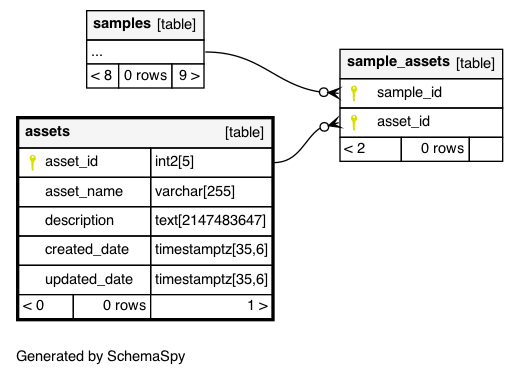 samples [table]
...
< 8 0 rows 9 >
sample_assets [table]
sample_id
asset_id
< 2 0 rows
assets [table]
asset_id int2[5]
asset_name varchar[255]
description text[2147483647]
created_date timestamptz[35,6]
updated_date timestamptz[35,6]
< 0 0 rows 1 >
Generated by SchemaSpy